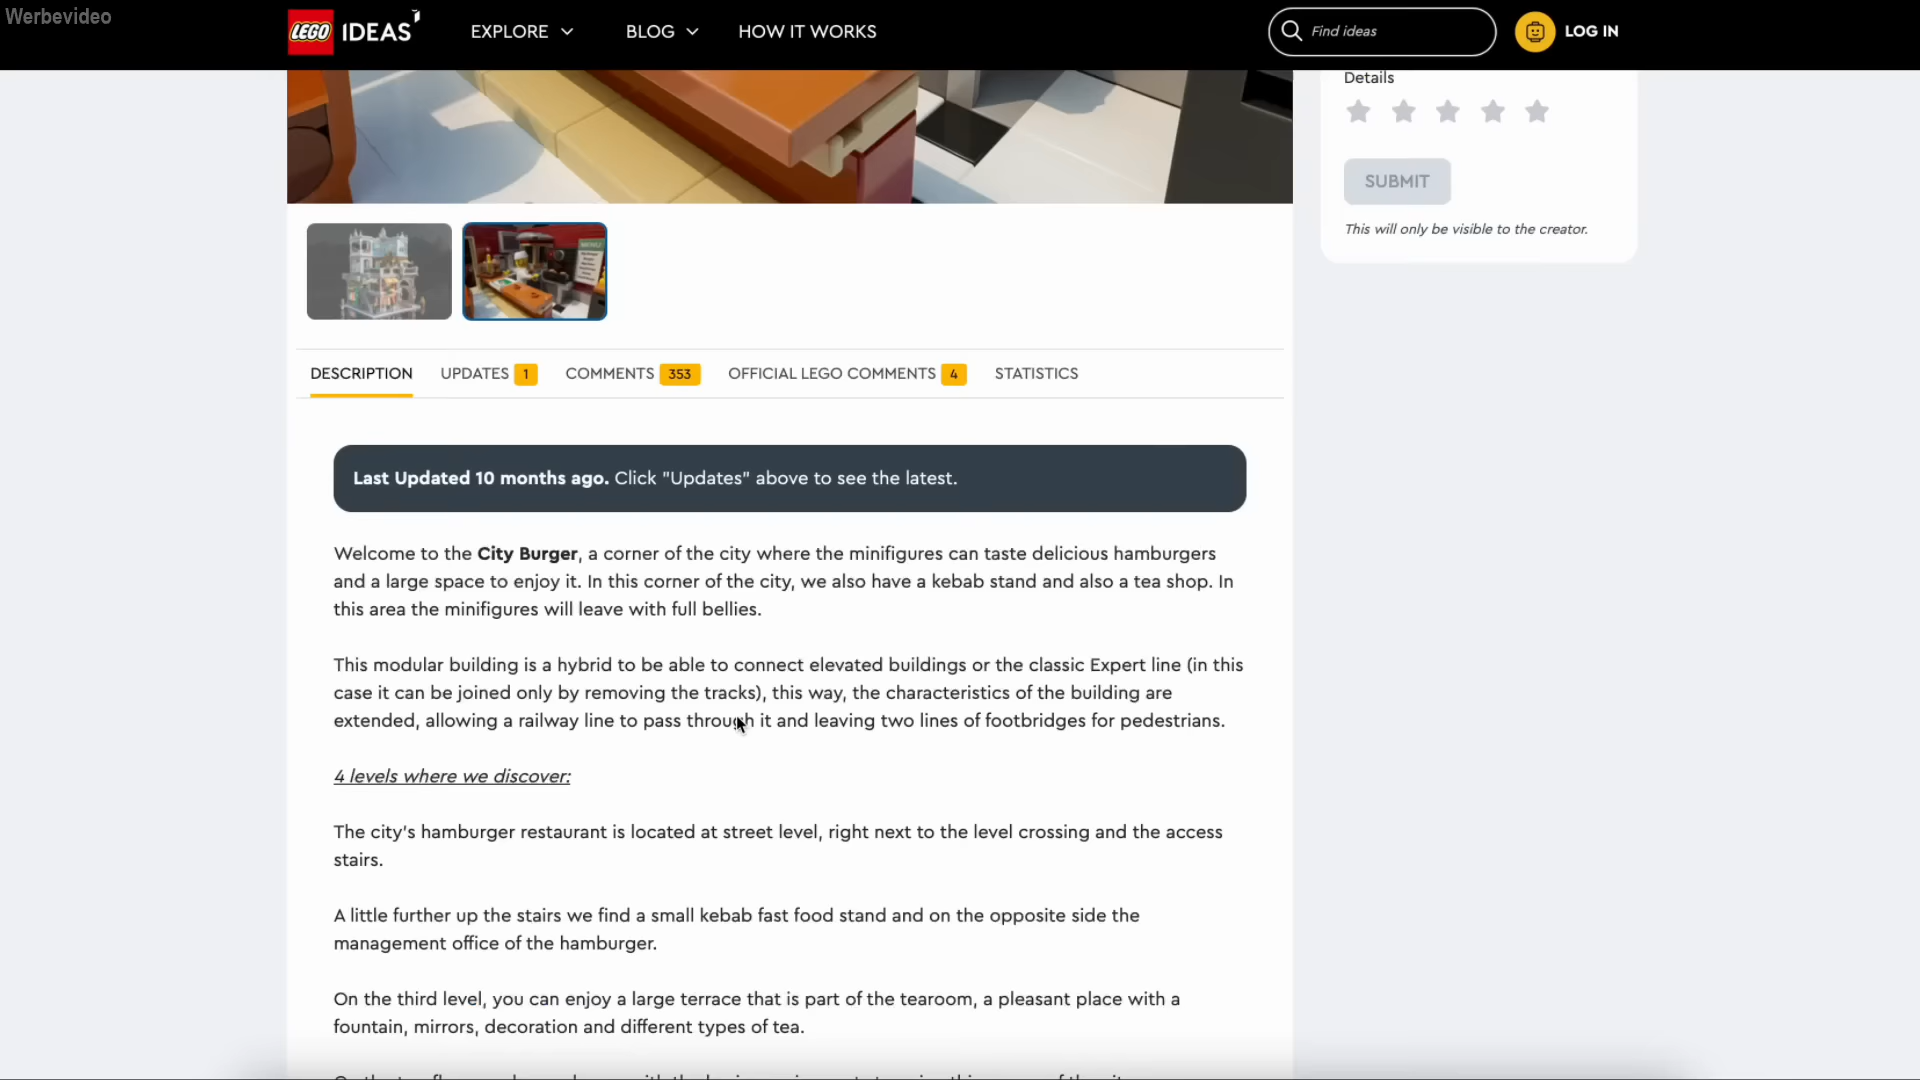 Werbevideo
LEGO IDEAS EXPLORE BLOG HOW IT WORKS Find ideas LOG IN
Details
SUBMIT
This will only be visible to the creator.
MENU
DESCRIPTION UPDATES 1 COMMENTS 353 OFFICIAL LEGO COMMENTS 4 STATISTICS
Last Updated 10 months ago. Click "Updates" above to see the latest.
Welcome to the City Burger, a corner of the city where the minifigures can taste delicious hamburgers
and a large space to enjoy it. In this corner of the city, we also have a kebab stand and also a tea shop. In
this area the minifigures will leave with full bellies.
This modular building is a hybrid to be able to connect elevated buildings or the classic Expert line (in this
case it can be joined only by removing the tracks), this way, the characteristics of the building are
extended, allowing a railway line to pass through it and leaving two lines of footbridges for pedestrians.
4 levels where we discover:
The city's hamburger restaurant is located at street level, right next to the level crossing and the access
stairs.
A little further up the stairs we find a small kebab fast food stand and on the opposite side the
management office of the hamburger.
On the third level, you can enjoy a large terrace that is part of the tearoom, a pleasant place with a
fountain, mirrors, decoration and different types of tea.